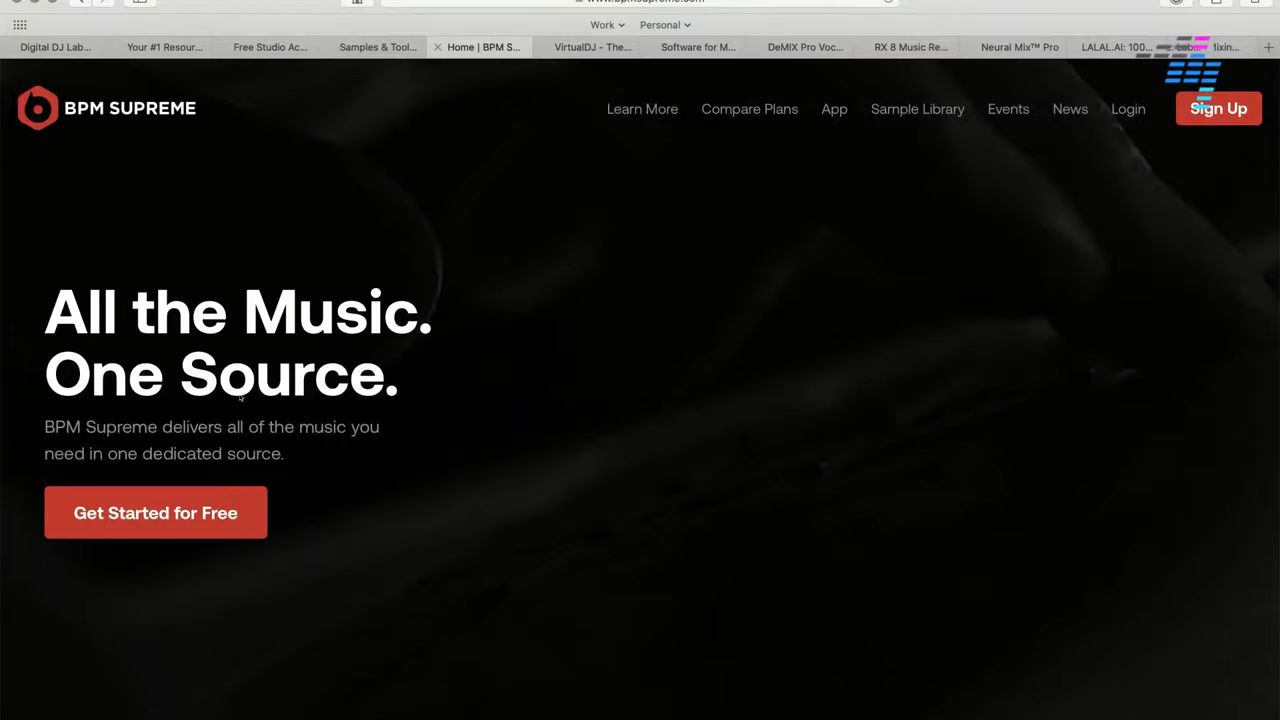 Work
Personal
Digital DJ Lab...
Your #1 Resour...
Free Studio Ac...
Samples & Tool...
Home | BPM S...
VirtualDJ - The...
Software for M...
DeMIX Pro Voc...
RX 8 Music Re...
Neural Mix™ Pro
LALAL.AI: 100...
BPM SUPREME
Learn More
Compare Plans
App
Sample Library
Events
News
Login
Sign Up
All the Music.
One Source.
BPM Supreme delivers all of the music you
need in one dedicated source.
Get Started for Free